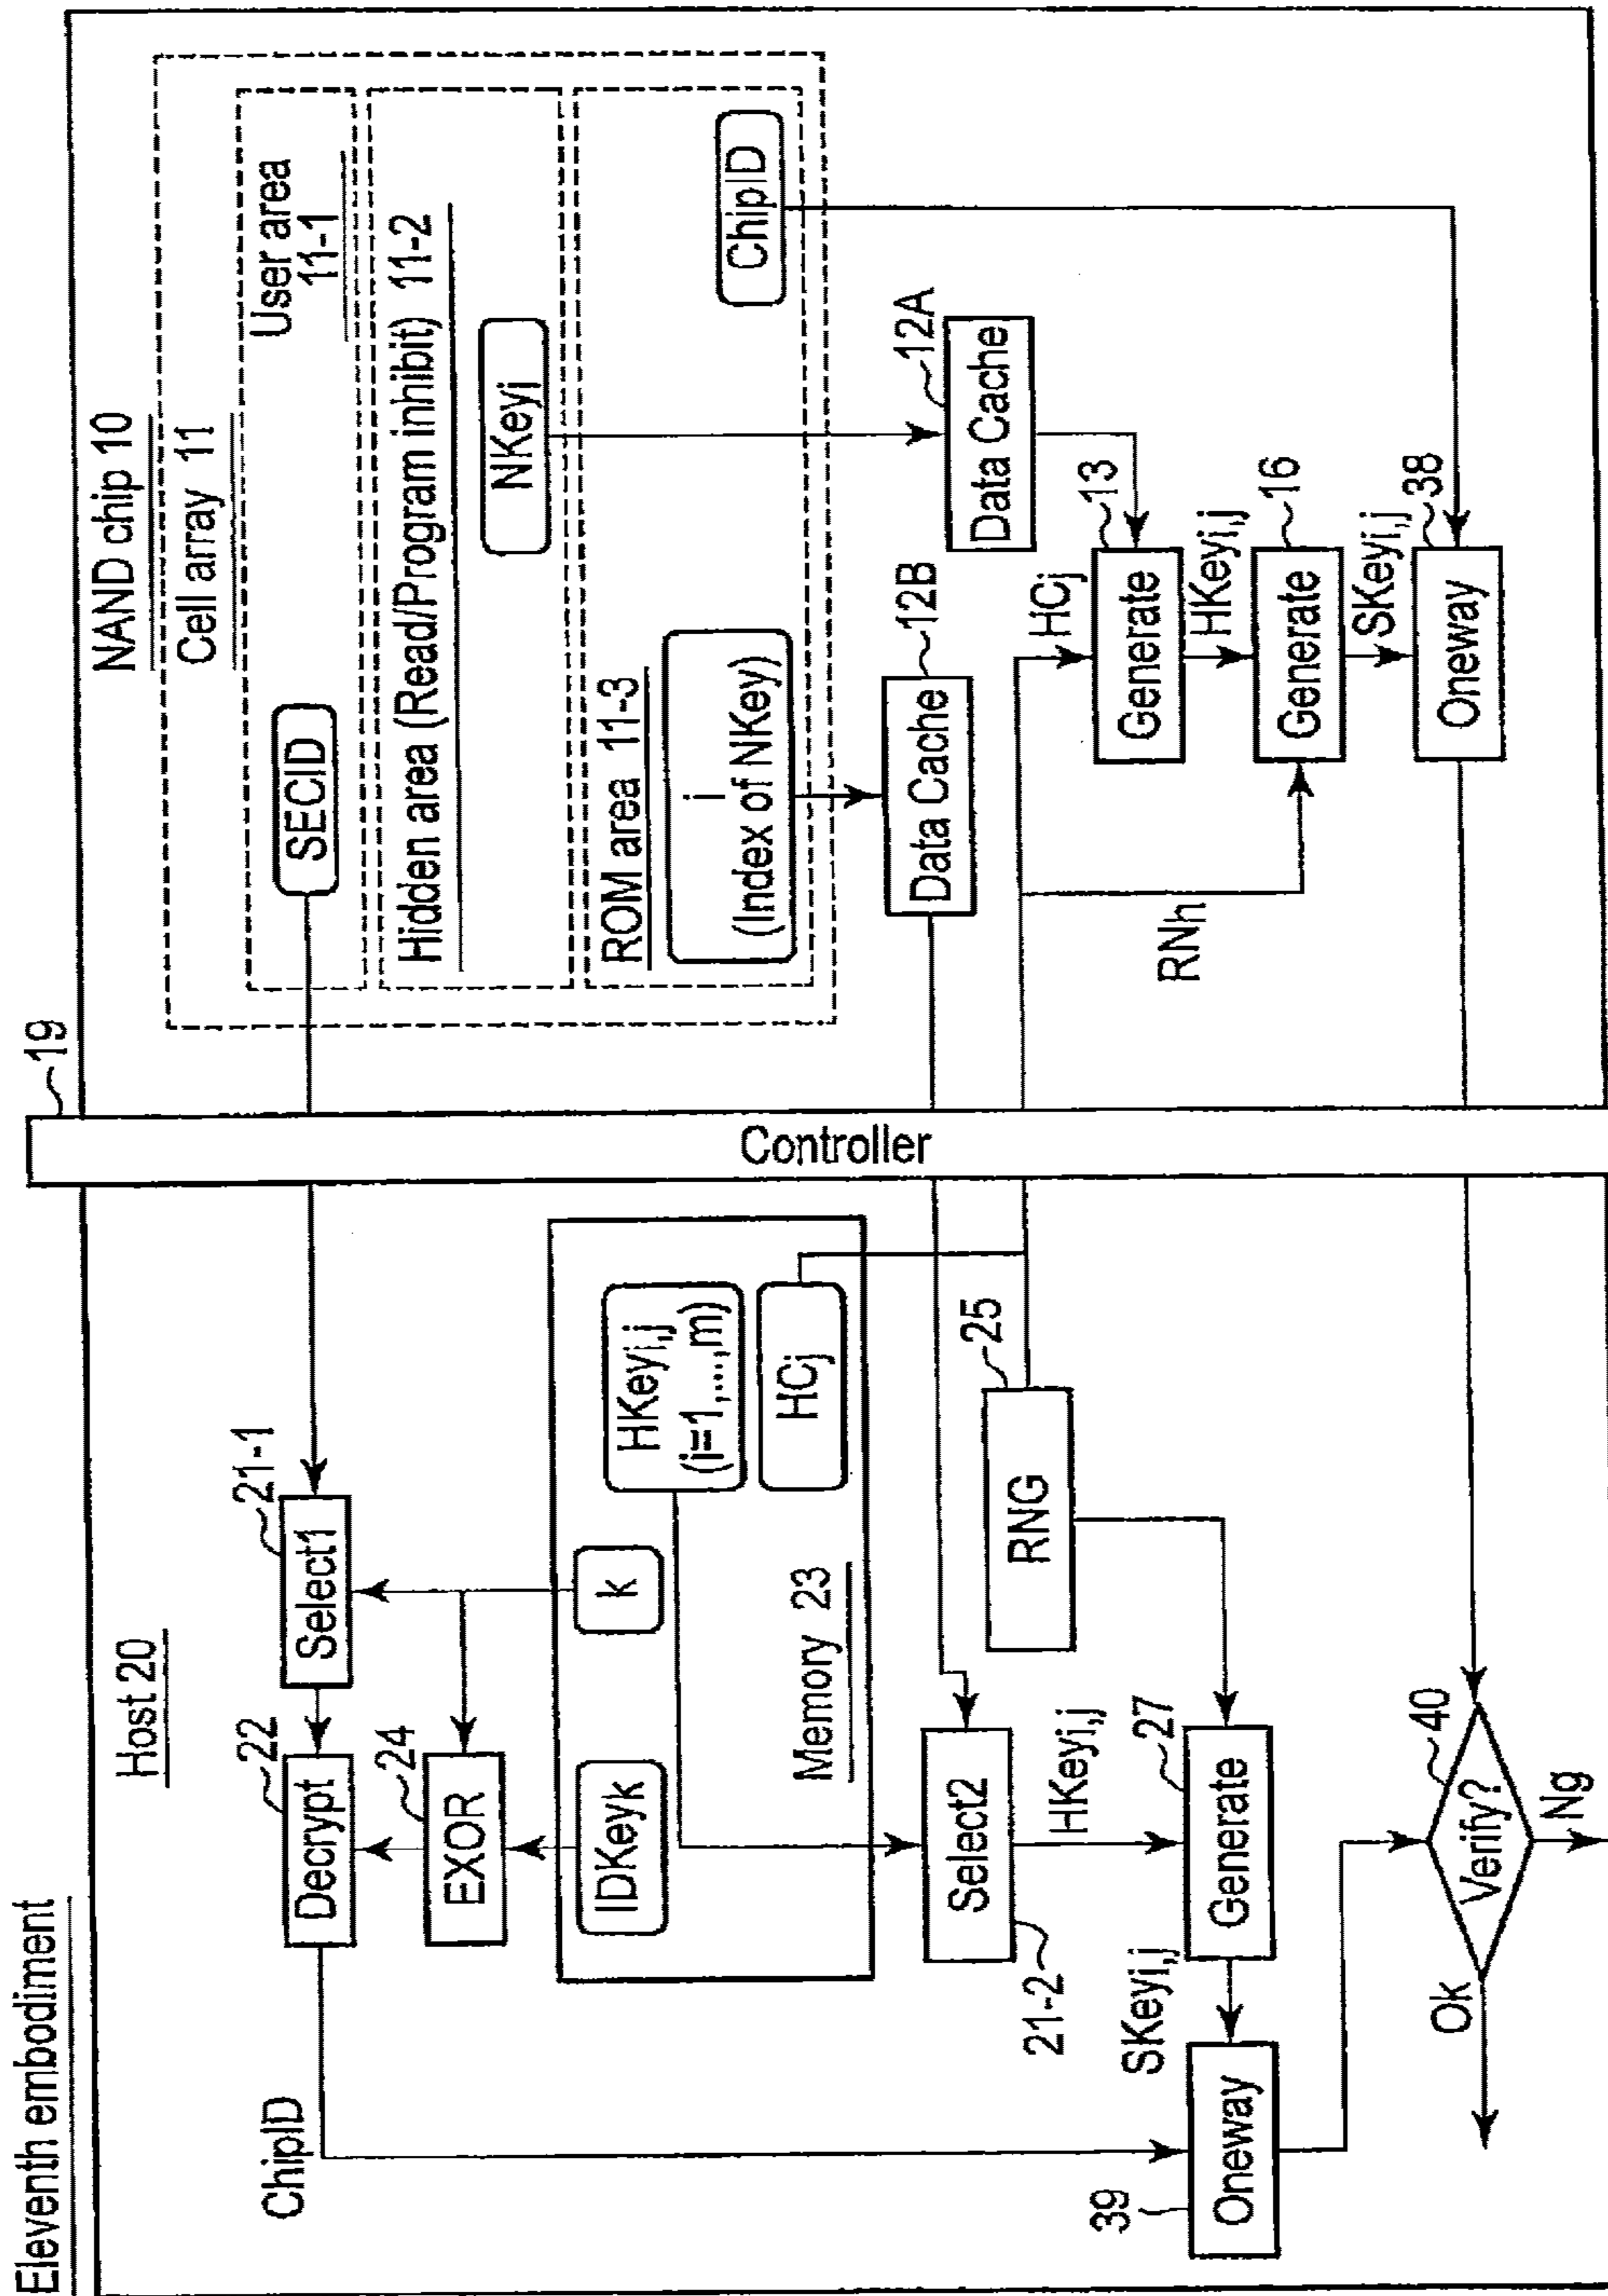 Eleventh embodiment
Host 20
ChipID
22
Decrypt
21-1
Select1
24
EXOR
IDKeyk
k
HKeyi,j
(i=1,....,m)
HCj
Memory 23
Select2
21-2
HKeyi,j
25
RNG
27
Generate
SKeyi,j
39
Oneway
40
Verify?
Ok
Ng
19
Controller
NAND chip 10
Cell array 11
User area
11-1
SECID
Hidden area (Read/Program inhibit) 11-2
NKeyi
ROM area 11-3
i
(Index of NKey)
ChipID
12B
Data Cache
12A
Data Cache
HCj
13
Generate
HKeyi,j
RNh
16
Generate
SKeyi,j
38
Oneway